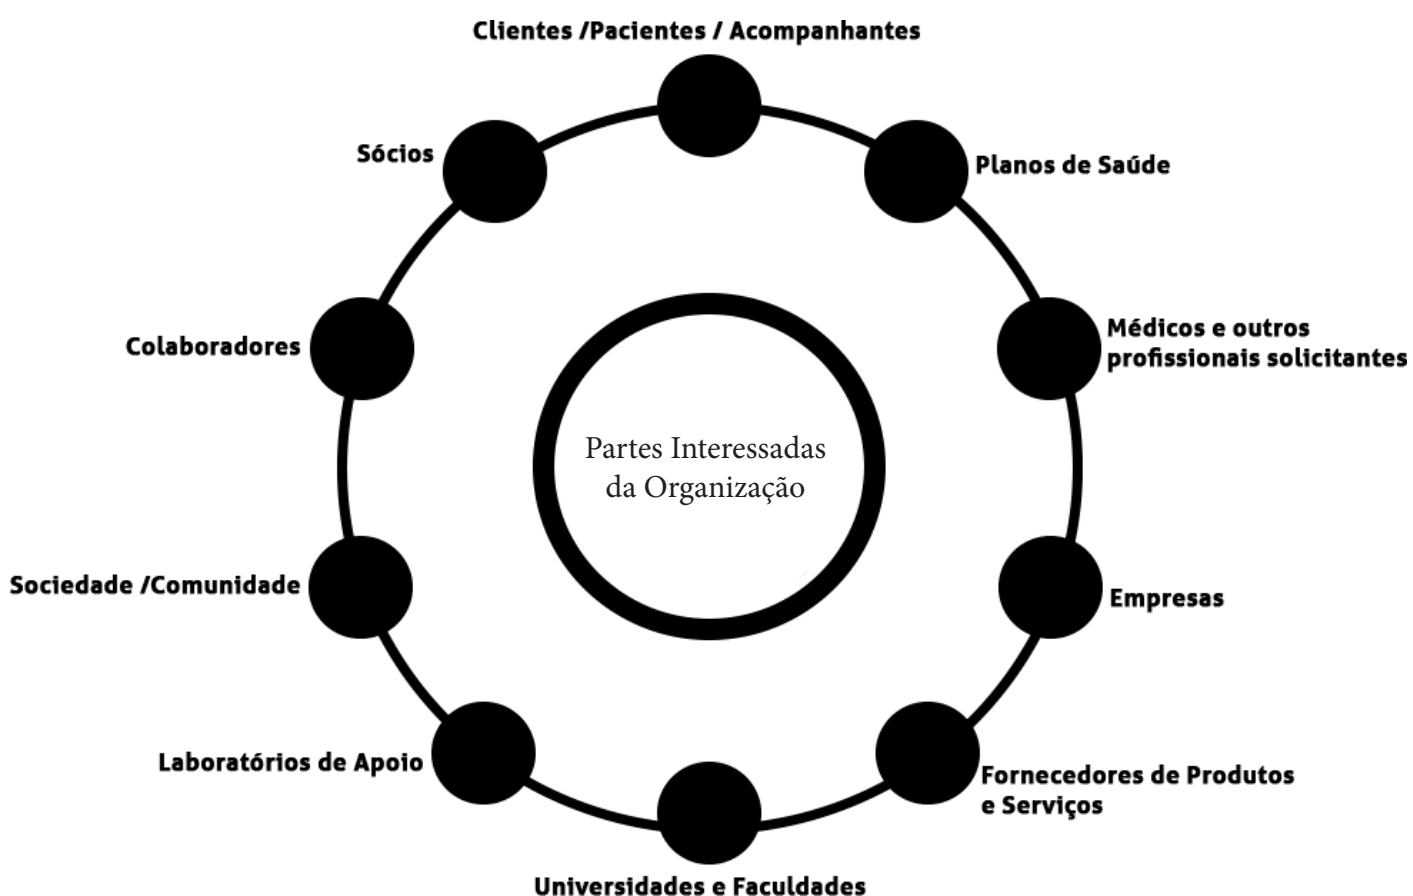 Clientes /Pacientes / Acompanhantes
Sócios
Planos de Saúde
Médicos e outros
profissionais solicitantes
Colaboradores
Partes Interessadas
da Organização
Sociedade /Comunidade
Empresas
Laboratórios de Apoio
Fornecedores de Produtos
e Serviços
Universidades e Faculdades